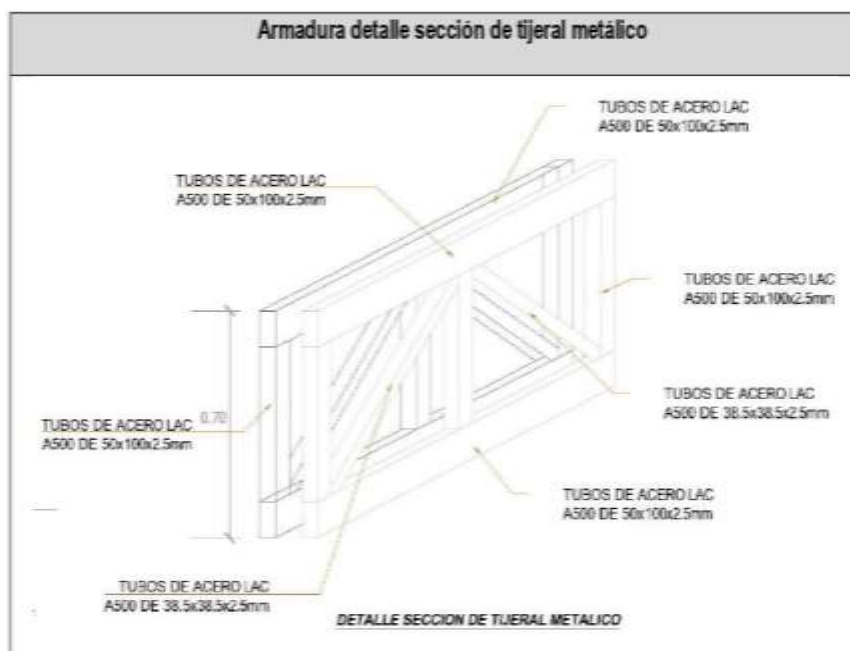 Armadura detalle sección de tijeral metálico
TUBOS DE ACERO LAC
A500 DE 50x100x2.5mm
TUBOS DE ACERO LAC
A500 DE 50x100x2.5mm
TUBOS DE ACERO LAC
A500 DE 50x100x2.5mm
TUBOS DE ACERO LAC
A500 DE 38.5x38.5x2.5mm
0.70
TUBOS DE ACERO LAC
A500 DE 50x100x2.5mm
TUBOS DE ACERO LAC
A500 DE 50x100x2.5mm
TUBOS DE ACERO LAC
A500 DE 38.5x38.5x2.5mm
DETALLE SECCION DE TIJERAL METALICO